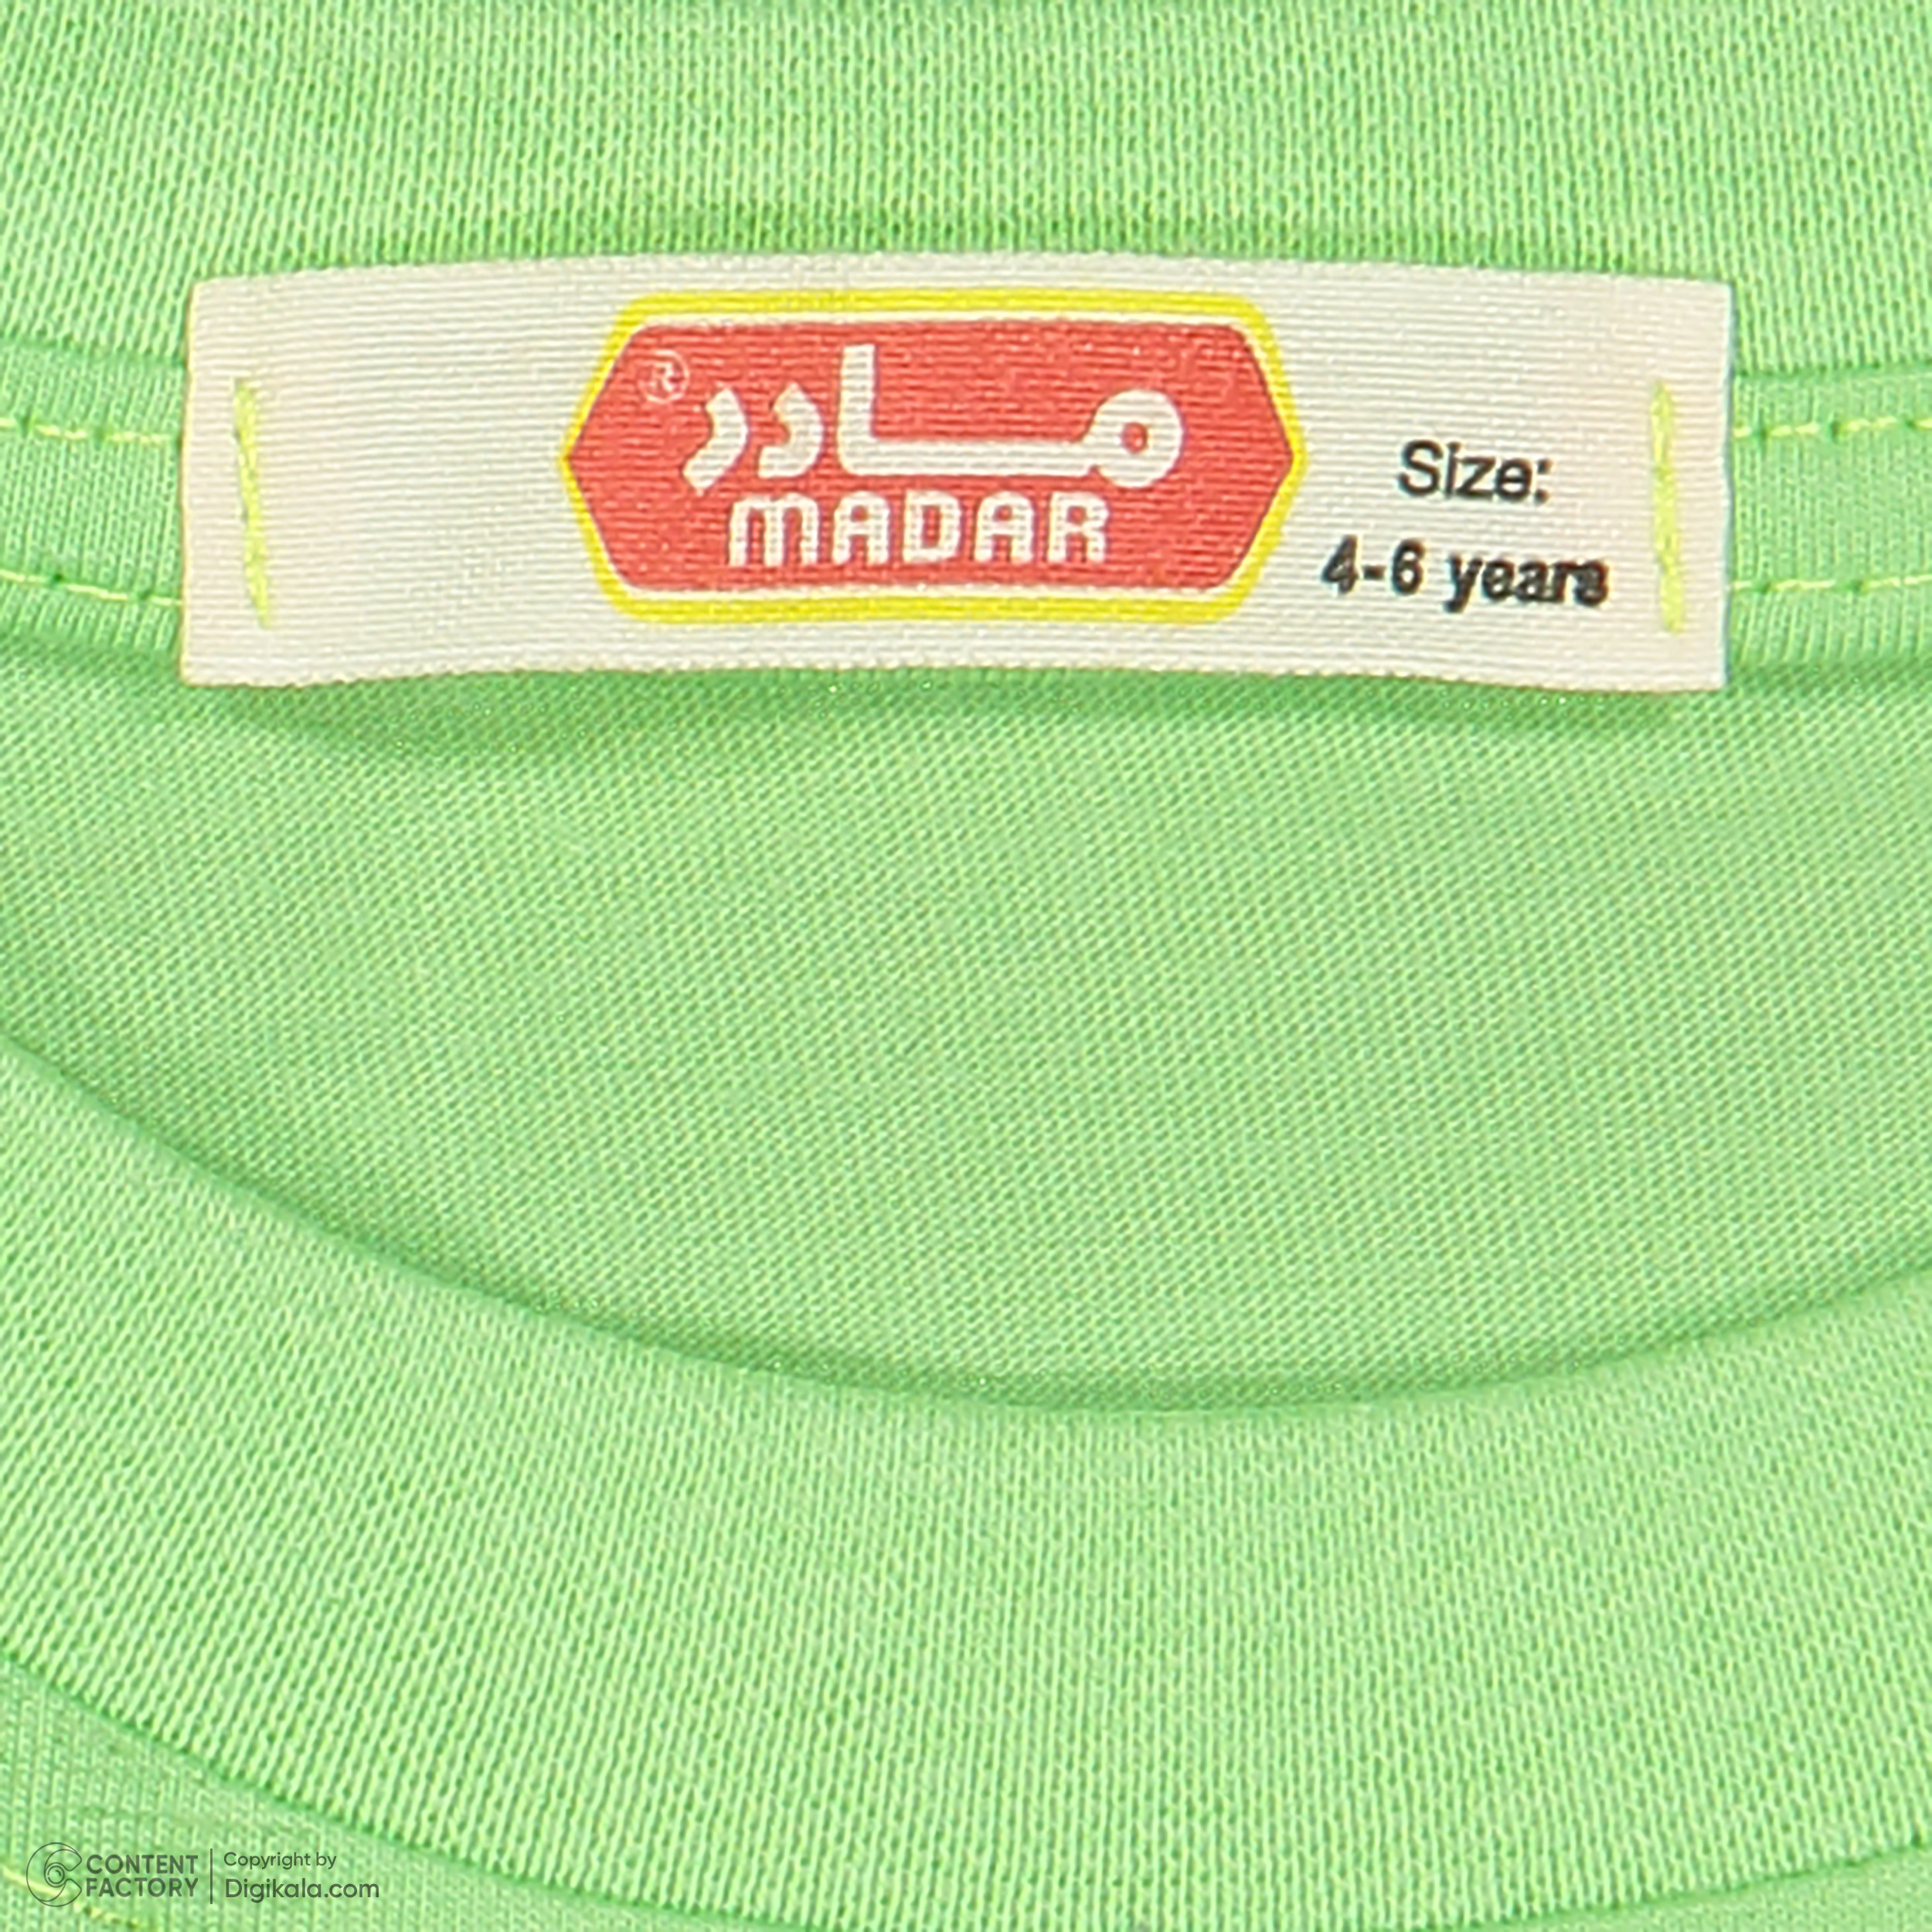 مادر ®
MADAR
Size:
4-6 years
CONTENT FACTORY
Copyright by
Digikala.com